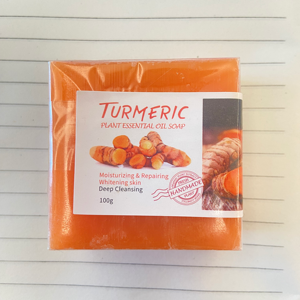 TURMERIC
PLANT ESSENTIAL OIL SOAP
Moisturizing & Repairing
Whitening skin
Deep Cleansing
100g
HANDMADE